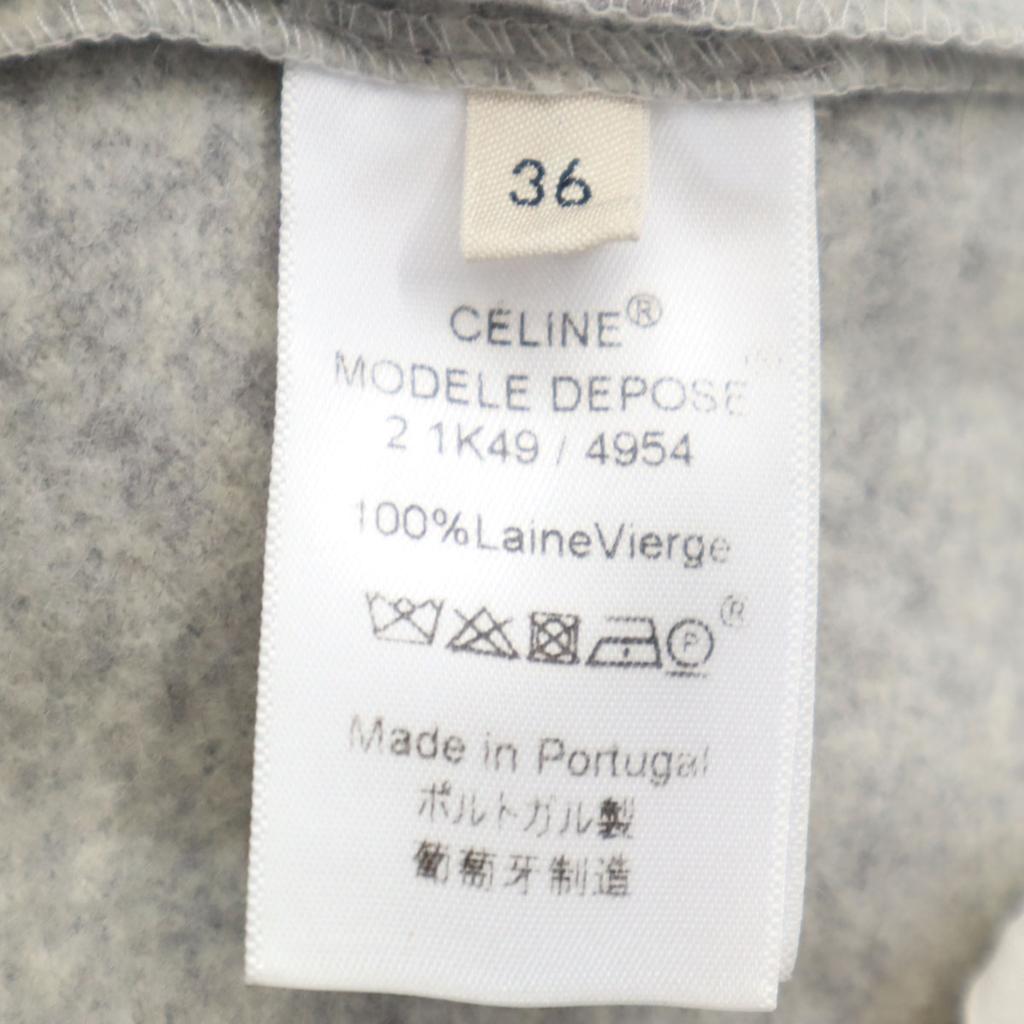 36
CÉLINE®
MODELE DEPOSE
2 1K49 / 4954
100%LaineVierge
P ®
Made in Portugal
ポルトガル製
葡萄牙制造